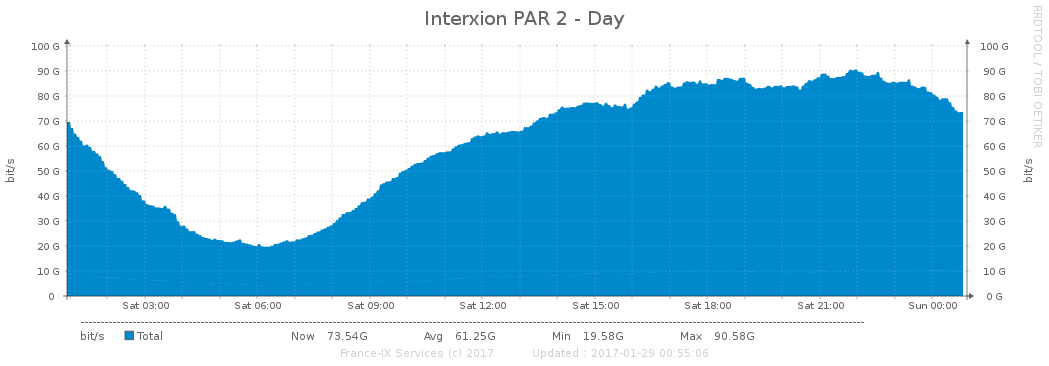 Interxion PAR 2 - Day
RRDTOOL / TOBI OETIKER
100 G 100 G
90 G 90 G
80 G 80 G
70 G 70 G
60 G 60 G
50 G 50 G
40 G 40 G
30 G 30 G
20 G 20 G
10 G 10 G
0 0 G
bit/s bit/s
Sat 03:00 Sat 06:00 Sat 09:00 Sat 12:00 Sat 15:00 Sat 18:00 Sat 21:00 Sun 00:00
bit/s Total Now 73.54G Avg 61.25G Min 19.58G Max 90.58G
France-IX Services (c) 2017 Updated : 2017-01-29 00:55:06